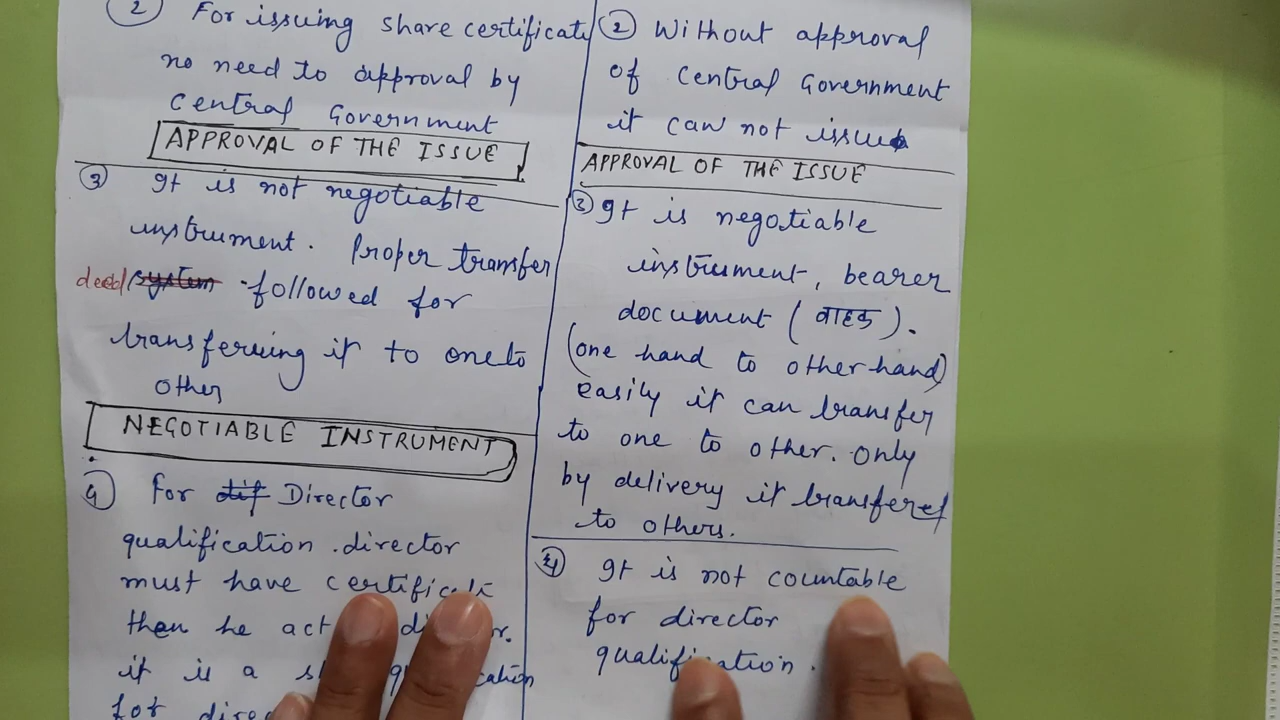 ② For issuing share certificate
no need to approval by
Central Government
APPROVAL OF THE ISSUE
③ It is not negotiable
instrument. Proper transfer
deed/system followed for
transferring it to one to
other
NEGOTIABLE INSTRUMENT
④ For dif Director
qualification. director
must have certificate
then he act
it is a
for
② Without approval
of Central Government
it can not issue
APPROVAL OF THE ISSUE
③ It is negotiable
instrument, bearer
document (वाहक).
(one hand to other hand)
easily it can transfer
to one to other. Only
by delivery it transfered
to others.
④ It is not countable
for director
qualification.